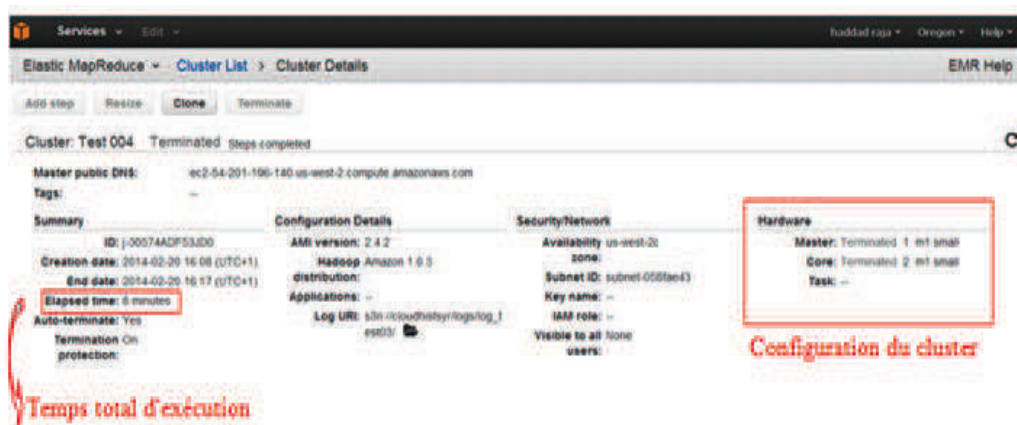 Services Edit haddad raja Oregon Help
Elastic MapReduce Cluster List > Cluster Details EMR Help
Add step Resize Clone Terminate
Cluster: Test 004 Terminated Steps completed
Master public DNS: ec2-54-201-196-140.us-west-2.compute.amazonaws.com
Tags: --
Summary
ID: j-00574ADF53JD0
Creation date: 2014-02-20 16:08 (UTC+1)
End date: 2014-02-20 16:17 (UTC+1)
Elapsed time: 6 minutes
Auto-terminate: Yes
Termination On
protection:
Configuration Details
AMI version: 2.4.2
Hadoop Amazon 1.0.3
distribution:
Applications: --
Log URI: s3n://cloudhistsyr/logs/log_t
est03/
Security/Network
Availability us-west-2c
zone:
Subnet ID:
Key name: --
IAM role: --
Visible to all None
users:
Hardware
Master: Terminated 1 m1.small
Core: Terminated 2 m1.small
Task: --
Configuration du cluster
Temps total d'exécution